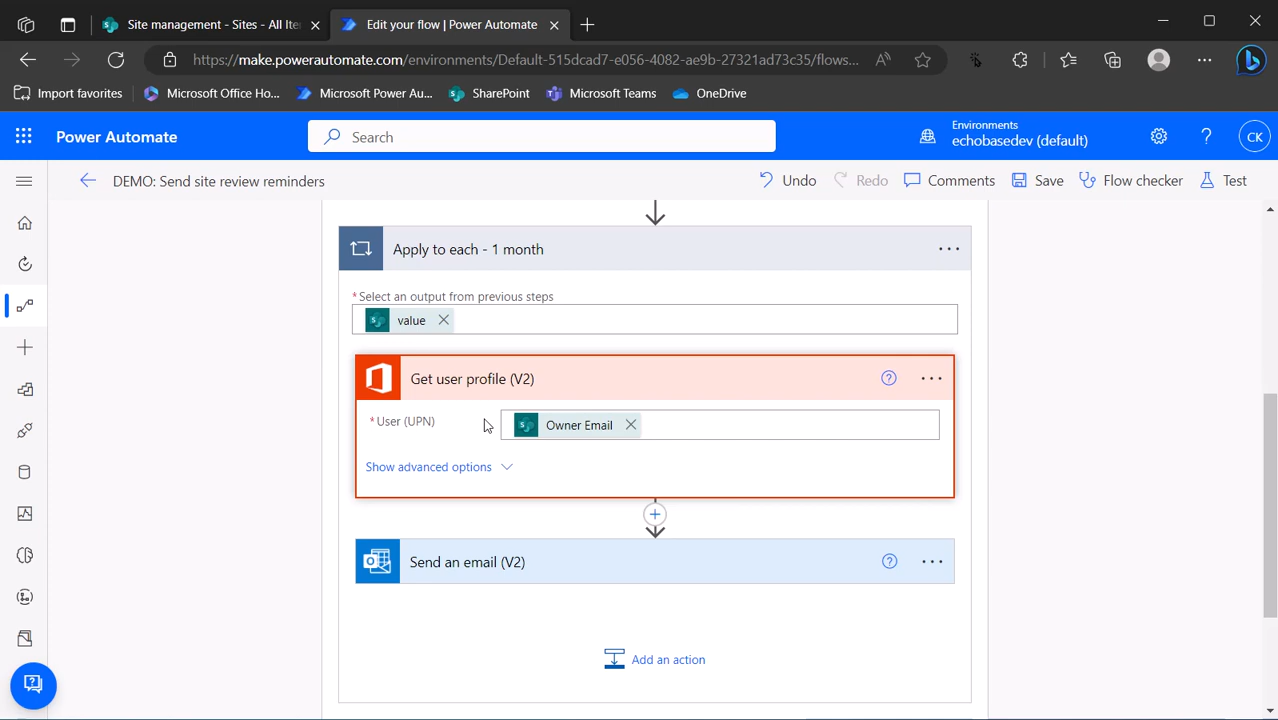 Site management - Sites - All Ite
Edit your flow | Power Automate
https://make.powerautomate.com/environments/Default-515dcad7-e056-4082-ae9b-27321ad73c35/flows...
Import favorites
Microsoft Office Ho...
Microsoft Power Au...
SharePoint
Microsoft Teams
OneDrive
Power Automate
Search
Environments
echobasedev (default)
CK
DEMO: Send site review reminders
Undo
Redo
Comments
Save
Flow checker
Test
Apply to each - 1 month
* Select an output from previous steps
value
Get user profile (V2)
* User (UPN)
Owner Email
Show advanced options
Send an email (V2)
Add an action